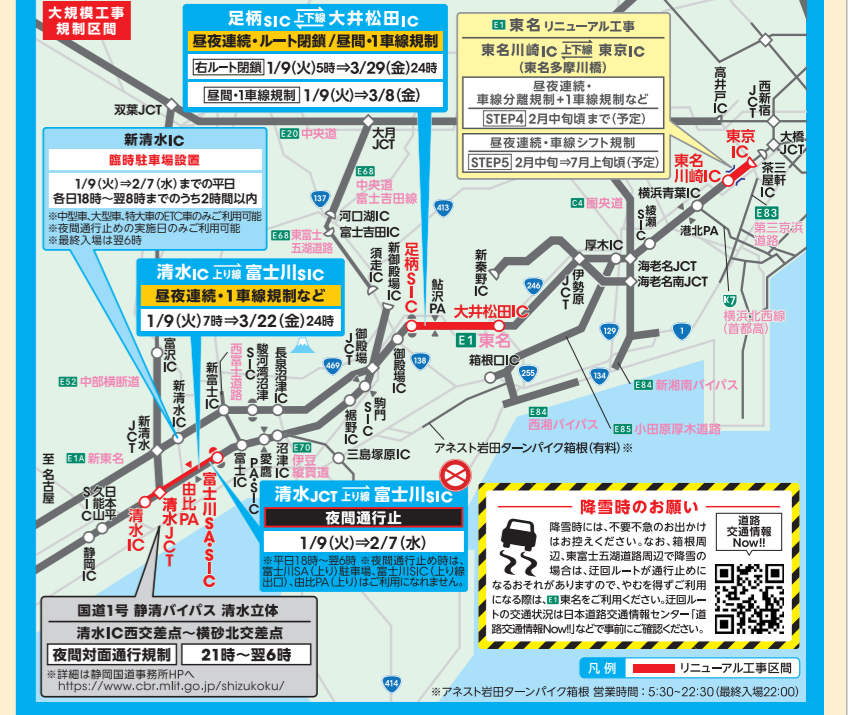 大規模工事
規制区間
足柄SIC 上下線 大井松田IC
昼夜連続・ルート閉鎖/昼間・1車線規制
右ルート閉鎖 1/9(火)5時⇒3/29(金)24時
昼間・1車線規制 1/9(火)⇒3/8(金)
E1 東名 リニューアル工事
東名川崎IC 上下線 東京IC
(東名多摩川橋)
昼夜連続・
車線分離規制+1車線規制など
STEP4 2月中旬頃まで(予定)
昼夜連続・車線シフト規制
STEP5 2月中旬⇒7月上旬頃(予定)
新清水IC
臨時駐車場設置
1/9(火)⇒2/7(水)までの平日
各日18時～翌8時までのうち2時間以内
※中型車、大型車、特大車のETC車のみご利用可能
※夜間通行止めの実施日のみご利用可能
※最終入場は翌6時
清水IC 上り線 富士川SIC
昼夜連続・1車線規制など
1/9(火)7時⇒3/22(金)24時
双葉JCT
E20 中央道
大月
JCT
E68
中央道
富士吉田線
137
413
河口湖IC
富士吉田IC
E68 東富士
五湖道路
須走IC
新御殿場IC
足柄SIC
鮎沢PA
大井松田IC
E1 東名
新秦野IC
246
伊勢原JCT
厚木IC
C4 圏央道
綾瀬SIC
海老名JCT
海老名南JCT
横浜青葉IC
港北PA
東名
川崎IC
東京
IC
高井戸IC
西新宿JCT
大橋
JCT
三軒茶屋IC
E83
第三京浜
道路
K7
横浜北西線
(首都高)
129
1
134
255
E84 新湘南バイパス
E84
西湘バイパス
E85 小田原厚木道路
箱根口IC
アネスト岩田ターンパイク箱根(有料)※
138
469
御殿場JCT
御殿場IC
駒門SIC
裾野IC
富沢IC
E52 中部横断道
新清水IC
新清水JCT
新富士IC
西富士道路
駿河湾沼津SIC
長泉沼津IC
富士IC
愛鷹PA・SIC
沼津IC
E70
伊豆
縦貫道
三島塚原IC
至 名古屋
E1A 新東名
日本平久能山SIC
静岡IC
清水IC
清水JCT
由比PA
富士川SA・SIC
清水JCT 上り線 富士川SIC
夜間通行止
1/9(火)⇒2/7(水)
※平日18時～翌6時 ※夜間通行止め時は、
富士川SA(上り)駐車場、富士川SIC(上り線
出口)、由比PA(上り)はご利用になれません。
国道1号 静清バイパス 清水立体
清水IC西交差点～横砂北交差点
夜間対面通行規制 21時～翌6時
※詳細は静岡国道事務所HPへ
https://www.cbr.mlit.go.jp/shizukoku/
414
降雪時のお願い
降雪時には、不要不急のお出かけ
はお控えください。なお、箱根周
辺、東富士五湖道路周辺で降雪の
場合は、迂回ルートが通行止めに
なるおそれがありますので、やむを得ずご利用
になる際は、E1東名をご利用ください。迂回ルー
トの交通状況は日本道路交通情報センター「道
路交通情報Now!!」などで事前にご確認ください。
道路
交通情報
Now!!
凡例 リニューアル工事区間
※アネスト岩田ターンパイク箱根 営業時間:5:30~22:30(最終入場22:00)